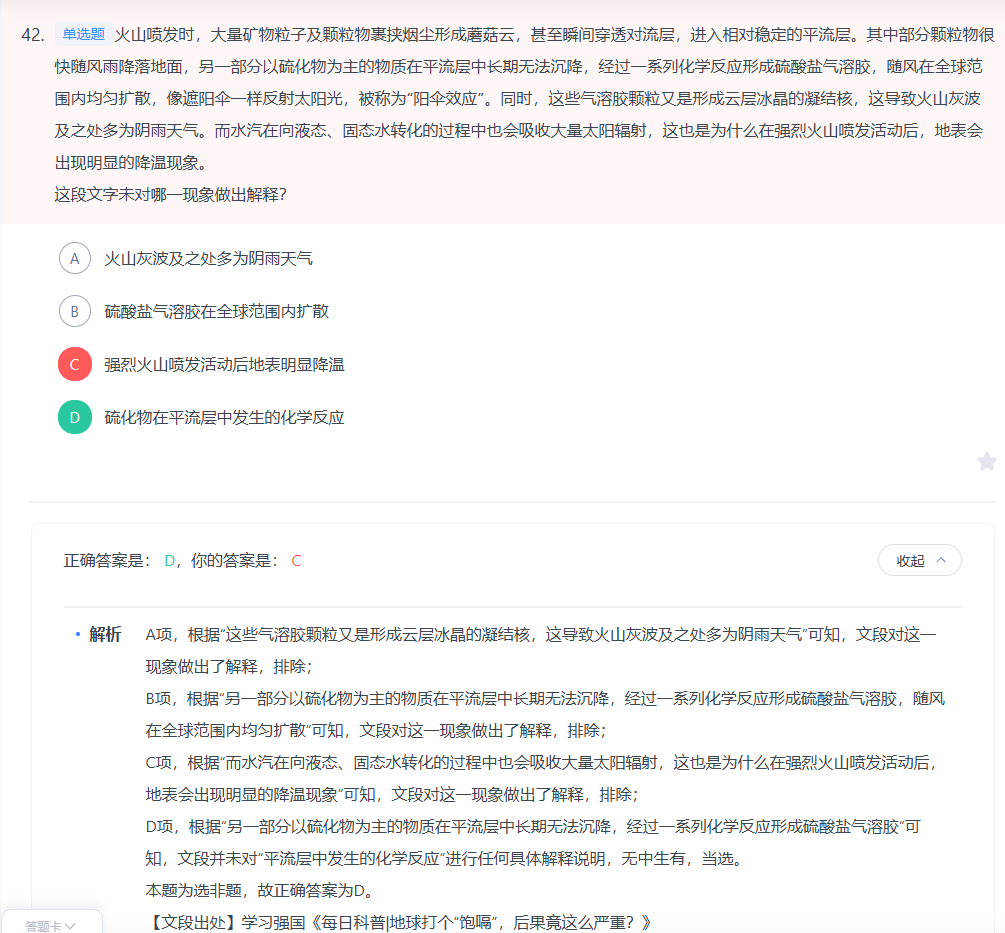 42. 单选题 火山喷发时，大量矿物粒子及颗粒物裹挟烟尘形成蘑菇云，甚至瞬间穿透对流层，进入相对稳定的平流层。其中部分颗粒物很
快随风雨降落地面，另一部分以硫化物为主的物质在平流层中长期无法沉降，经过一系列化学反应形成硫酸盐气溶胶，随风在全球范
围内均匀扩散，像遮阳伞一样反射太阳光，被称为“阳伞效应”。同时，这些气溶胶颗粒又是形成云层冰晶的凝结核，这导致火山灰波
及之处多为阴雨天气。而水汽在向液态、固态水转化的过程中也会吸收大量太阳辐射，这也是为什么在强烈火山喷发活动后，地表会
出现明显的降温现象。
这段文字未对哪一现象做出解释？
A 火山灰波及之处多为阴雨天气
B 硫酸盐气溶胶在全球范围内扩散
C 强烈火山喷发活动后地表明显降温
D 硫化物在平流层中发生的化学反应
正确答案是： D，你的答案是： C
收起
解析 A项，根据“这些气溶胶颗粒又是形成云层冰晶的凝结核，这导致火山灰波及之处多为阴雨天气”可知，文段对这一
现象做出了解释，排除；
B项，根据“另一部分以硫化物为主的物质在平流层中长期无法沉降，经过一系列化学反应形成硫酸盐气溶胶，随风
在全球范围内均匀扩散”可知，文段对这一现象做出了解释，排除；
C项，根据“而水汽在向液态、固态水转化的过程中也会吸收大量太阳辐射，这也是为什么在强烈火山喷发活动后，
地表会出现明显的降温现象”可知，文段对这一现象做出了解释，排除；
D项，根据“另一部分以硫化物为主的物质在平流层中长期无法沉降，经过一系列化学反应形成硫酸盐气溶胶”可
知，文段并未对“平流层中发生的化学反应”进行任何具体解释说明，无中生有，当选。
本题为选非题，故正确答案为D。
【文段出处】学习强国《每日科普|地球打个“饱嗝”，后果竟这么严重？》
答题卡